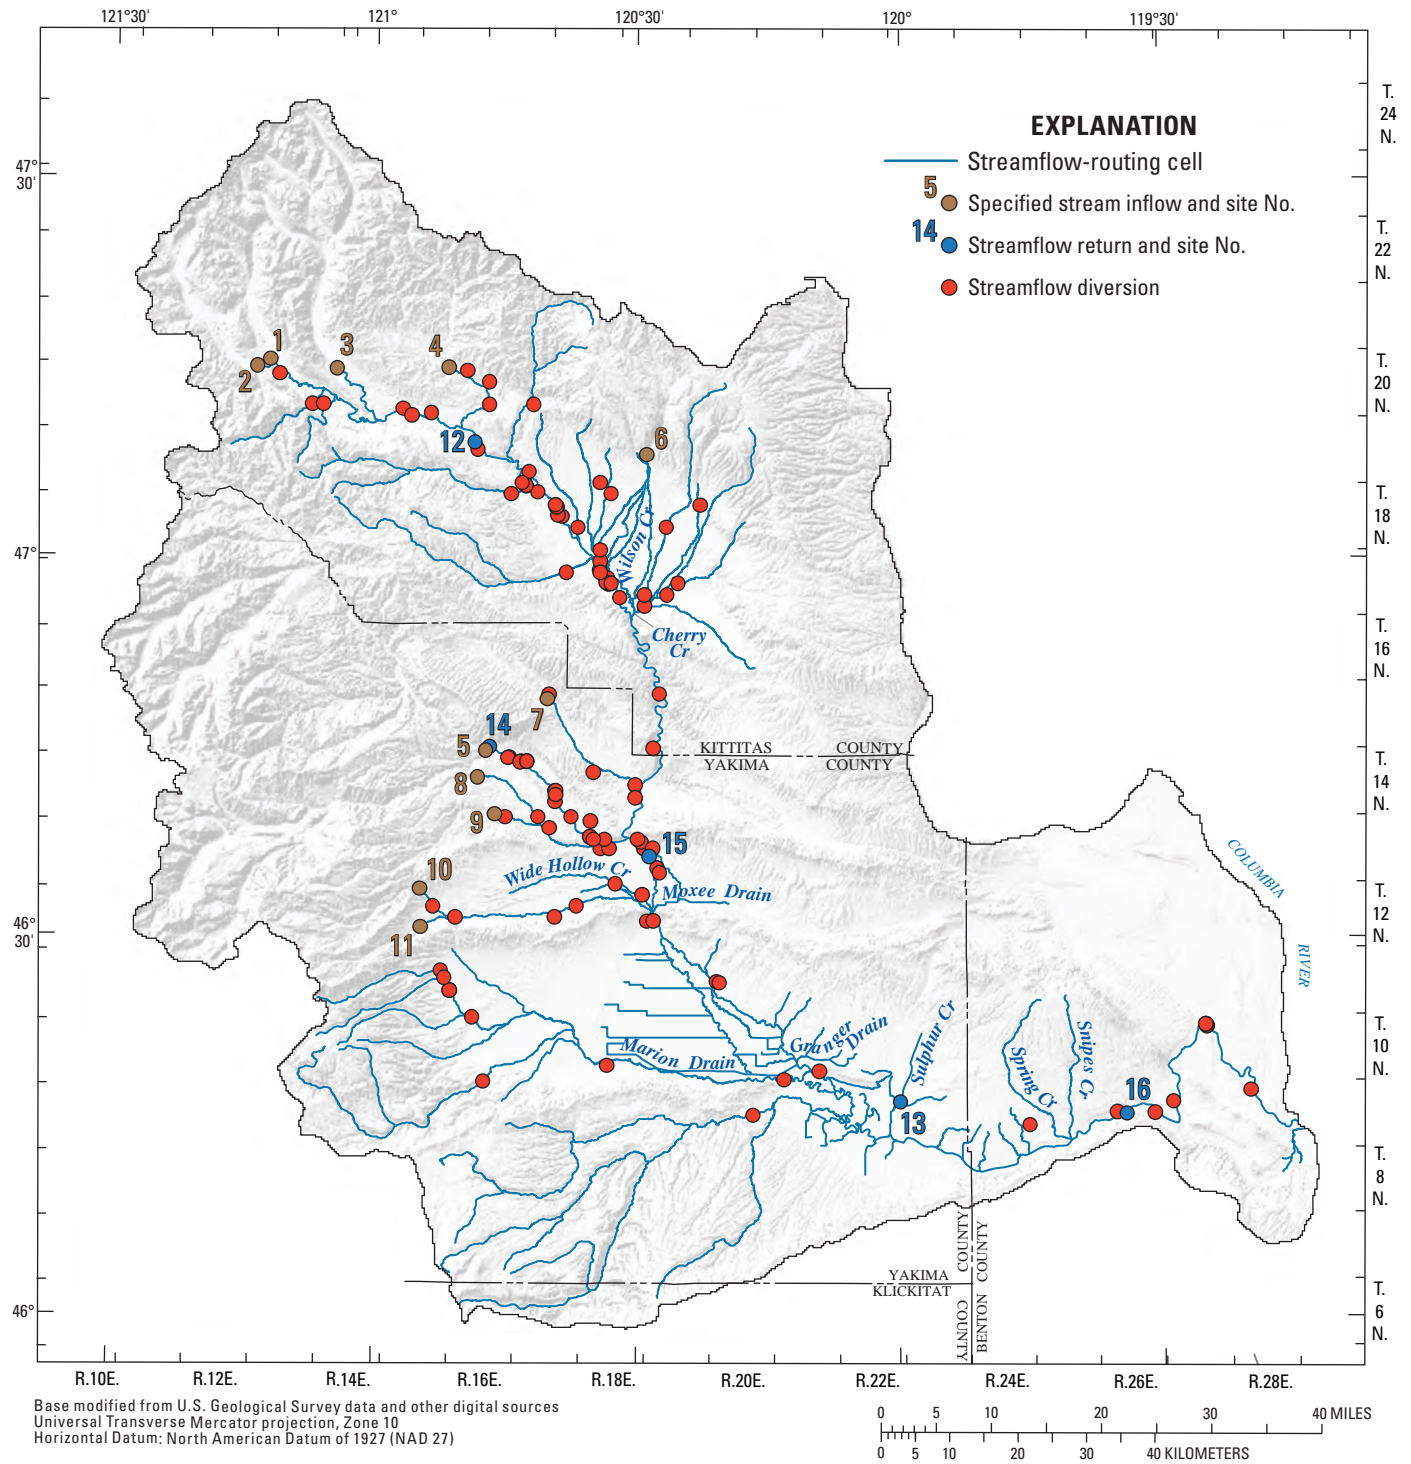 121°30' 121° 120°30' 120° 119°30'
EXPLANATION
Streamflow-routing cell
5 Specified stream inflow and site No.
14 Streamflow return and site No.
Streamflow diversion
T.
24
N.
47°
30'
T.
22
N.
1
3
4
2
T.
20
N.
12
6
T.
18
N.
Wilson Cr
47°
Cherry
Cr
T.
16
N.
7
14
5
KITTITAS COUNTY
YAKIMA COUNTY
8
T.
14
N.
9
15
COLUMBIA
RIVER
Wide Hollow Cr
10
Moxee Drain
T.
12
N.
46°
30'
11
Granger
Drain
Sulphur Cr
Spring Cr
Snipes Cr
Marion Drain
T.
10
N.
16
13
T.
8
N.
YAKIMA COUNTY
BENTON COUNTY
KLICKITAT COUNTY
46°
T.
6
N.
R.10E. R.12E. R.14E. R.16E. R.18E. R.20E. R.22E. R.24E. R.26E. R.28E.
Base modified from U.S. Geological Survey data and other digital sources
Universal Transverse Mercator projection, Zone 10
Horizontal Datum: North American Datum of 1927 (NAD 27)
0 5 10 20 30 40 MILES
0 5 10 20 30 40 KILOMETERS